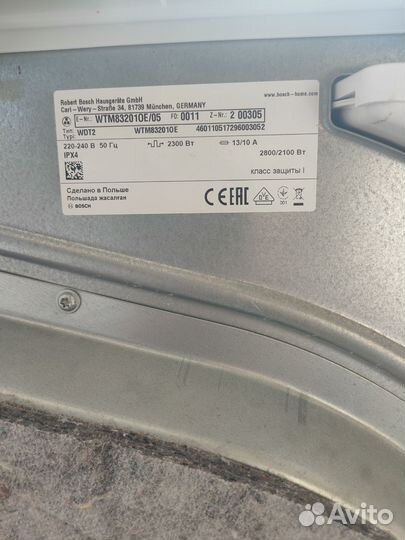 Robert Bosch Hausgeräte GmbH
Carl-Wery-Straße 34, 81739 München, GERMANY
www.bosch-home.com
E-Nr.: WTM83201OE/05 FD: 0011 Z-Nr.: 2 00305
Тип: Typ: WDT2 WTM83201OE 460110517296003052
220-240 В 50 Гц 2300 Вт 13/10 A
IPX4 2800/2100 Вт
класс защиты I
Сделано в Польше
Польшада жасалған
BOSCH
EAC CE
001
Avito